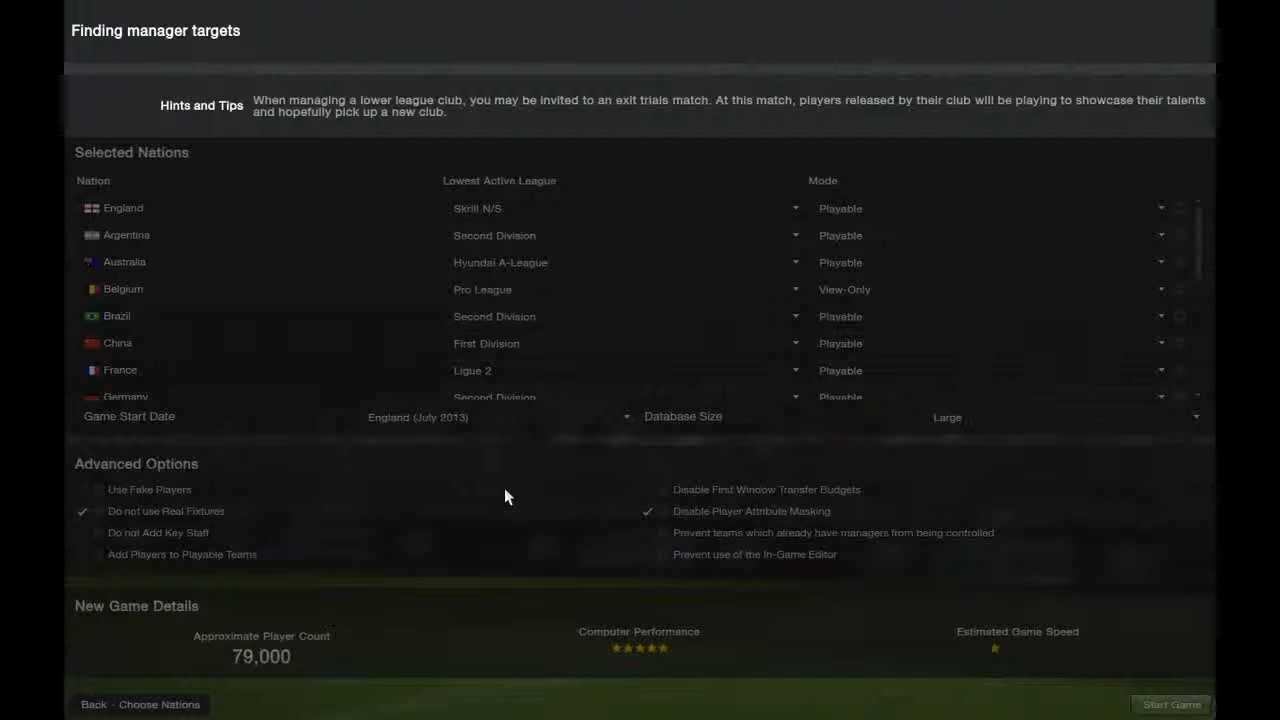 Finding manager targets
Hints and Tips
When managing a lower league club, you may be invited to an exit trials match. At this match, players released by their club will be playing to showcase their talents
and hopefully pick up a new club.
Selected Nations
Nation Lowest Active League Mode
England Skrill N/S Playable
Argentina Second Division Playable
Australia Hyundai A-League Playable
Belgium Pro League View-Only
Brazil Second Division Playable
China First Division Playable
France Ligue 2 Playable
Germany Second Division Playable
Game Start Date England (July 2013) Database Size Large
Advanced Options
Use Fake Players Disable First Window Transfer Budgets
Do not use Real Fixtures Disable Player Attribute Masking
Do not Add Key Staff Prevent teams which already have managers from being controlled
Add Players to Playable Teams Prevent use of the In-Game Editor
New Game Details
Approximate Player Count Computer Performance Estimated Game Speed
79,000
Back - Choose Nations Start Game